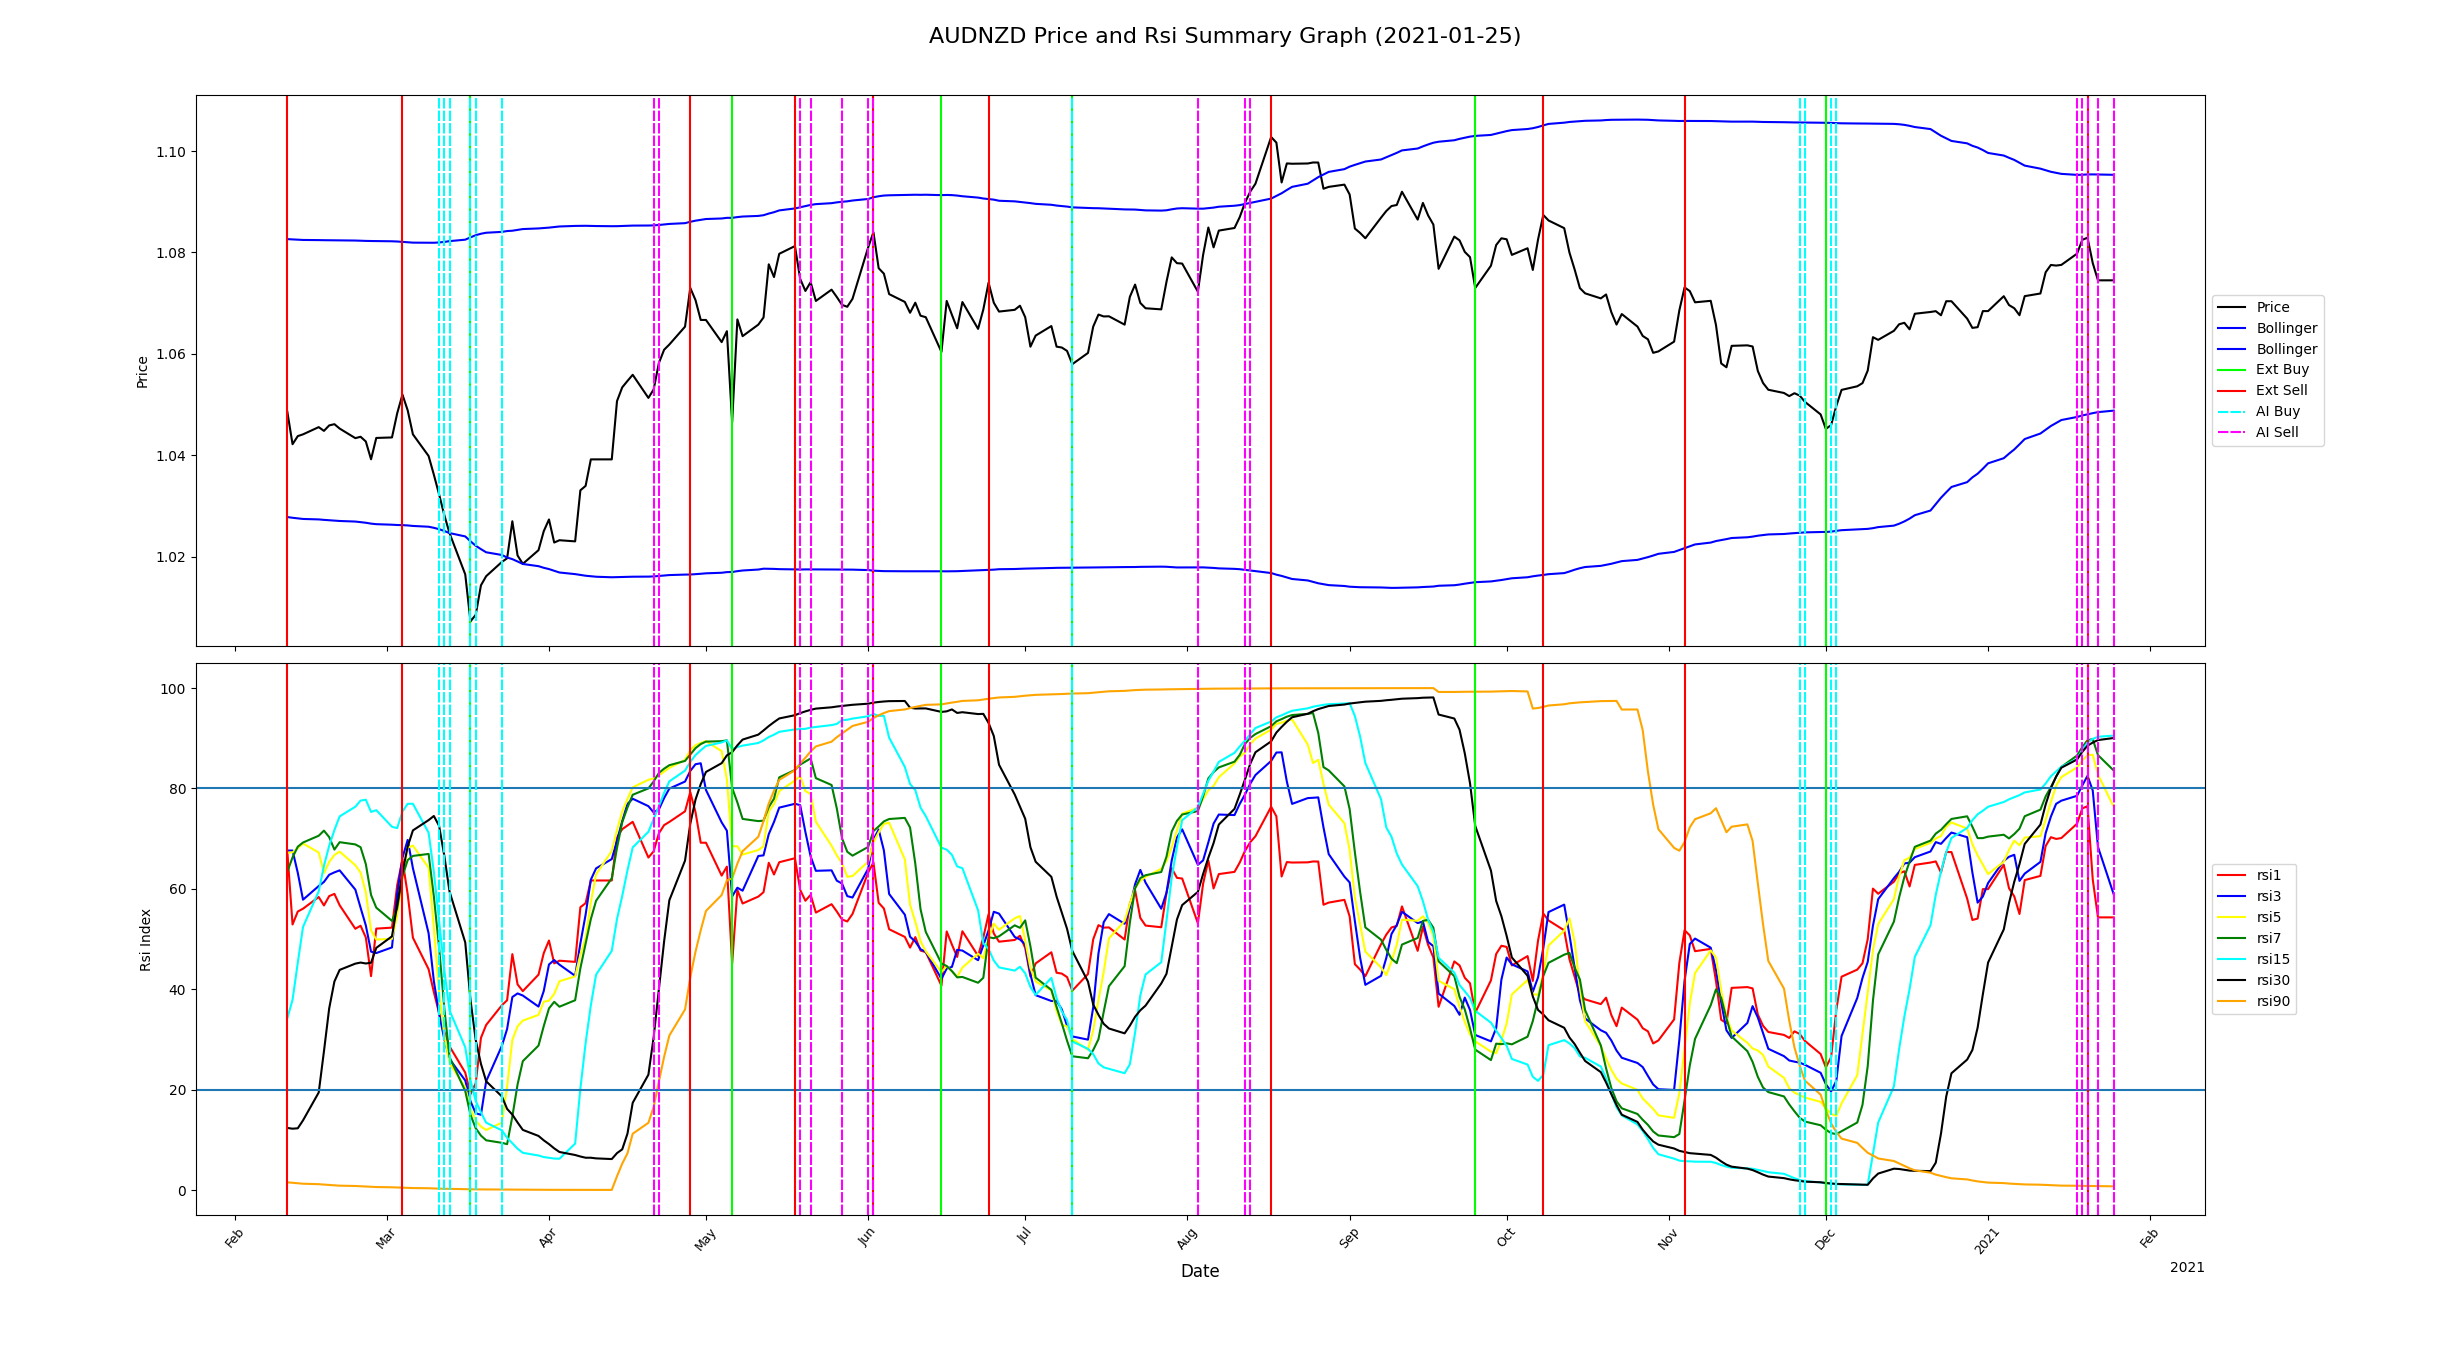 AUDNZD Price and Rsi Summary Graph (2021-01-25)
Price
1.10
1.08
1.06
1.04
1.02
Price
Bollinger
Bollinger
Ext Buy
Ext Sell
AI Buy
AI Sell
Rsi Index
100
80
60
40
20
0
rsi1
rsi3
rsi5
rsi7
rsi15
rsi30
rsi90
Feb Mar Apr May Jun Jul Aug Sep Oct Nov Dec 2021 Feb
Date
2021